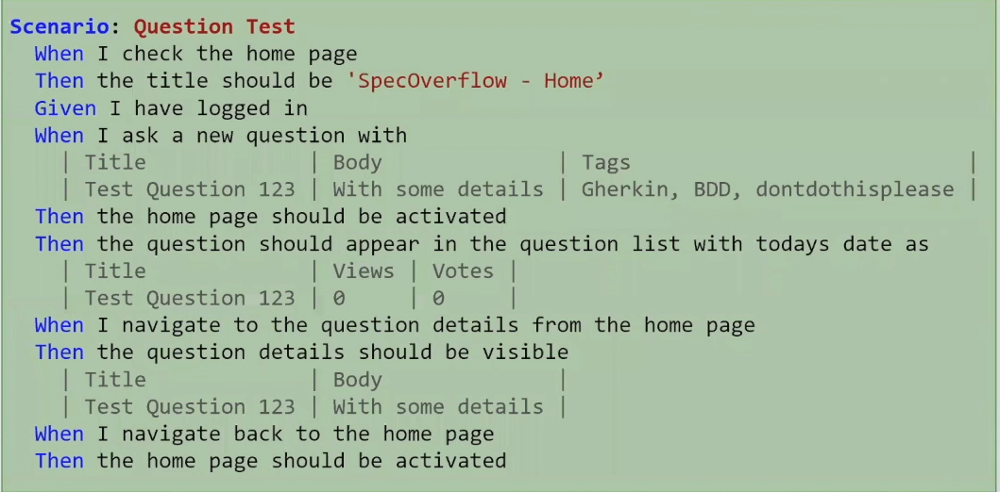 Scenario: Question Test
When I check the home page
Then the title should be 'SpecOverflow - Home’
Given I have logged in
When I ask a new question with
| Title | Body | Tags |
| Test Question 123 | With some details | Gherkin, BDD, dontdothisplease |
Then the home page should be activated
Then the question should appear in the question list with todays date as
| Title | Views | Votes |
| Test Question 123 | 0 | 0 |
When I navigate to the question details from the home page
Then the question details should be visible
| Title | Body |
| Test Question 123 | With some details |
When I navigate back to the home page
Then the home page should be activated